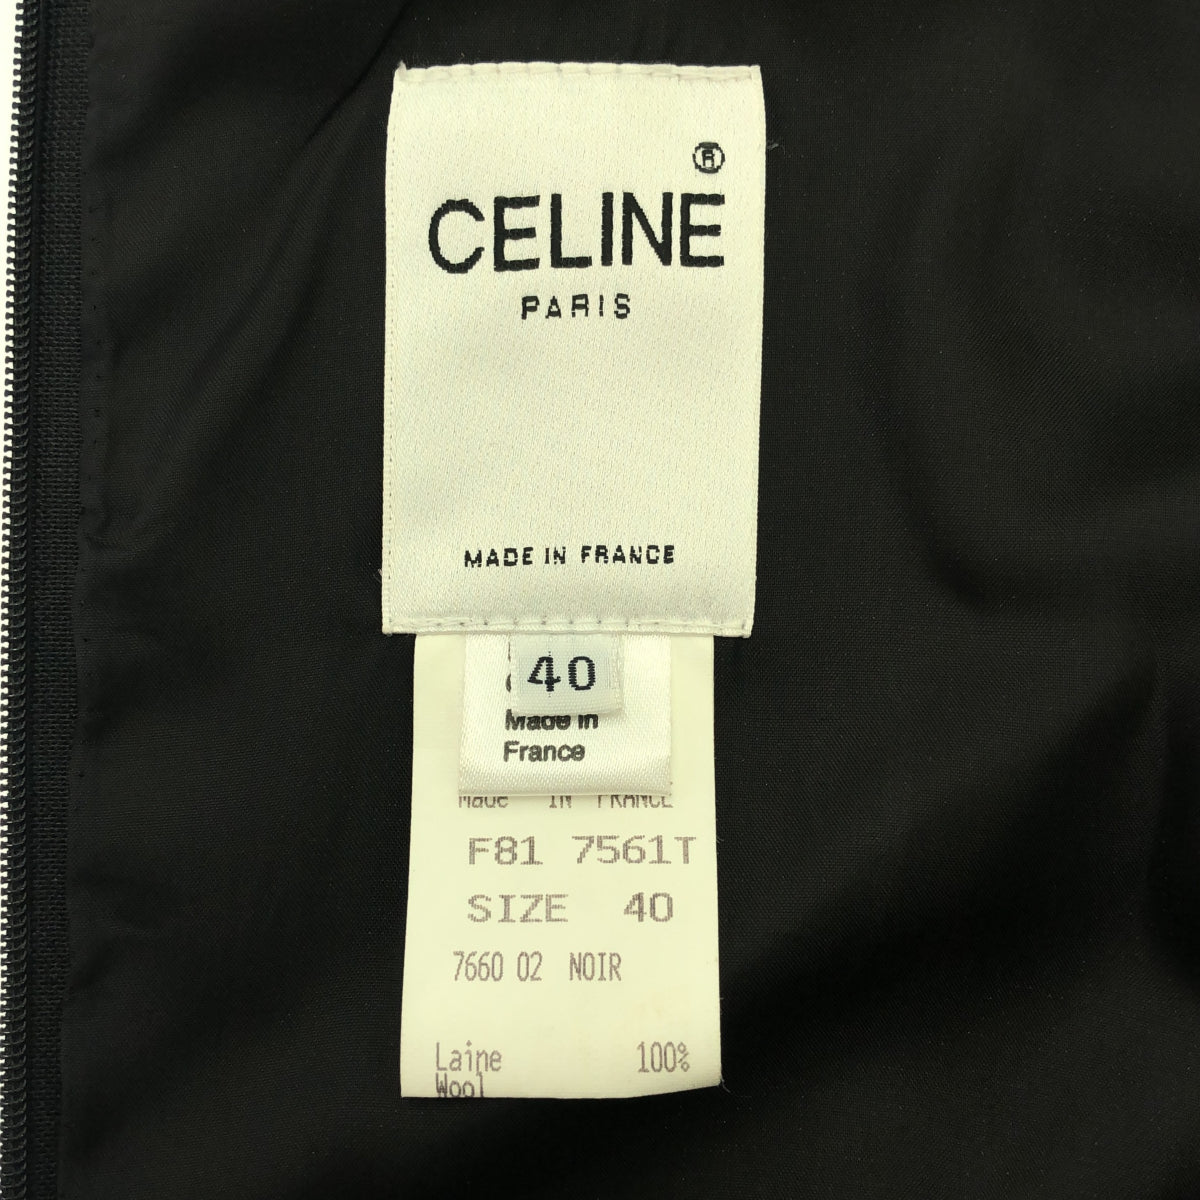 ®
CELINE
PARIS
MADE IN FRANCE
40
Made in
France
Made IN FRANCE
F81 7561T
SIZE 40
7660 02 NOIR
Laine 100%
Wool